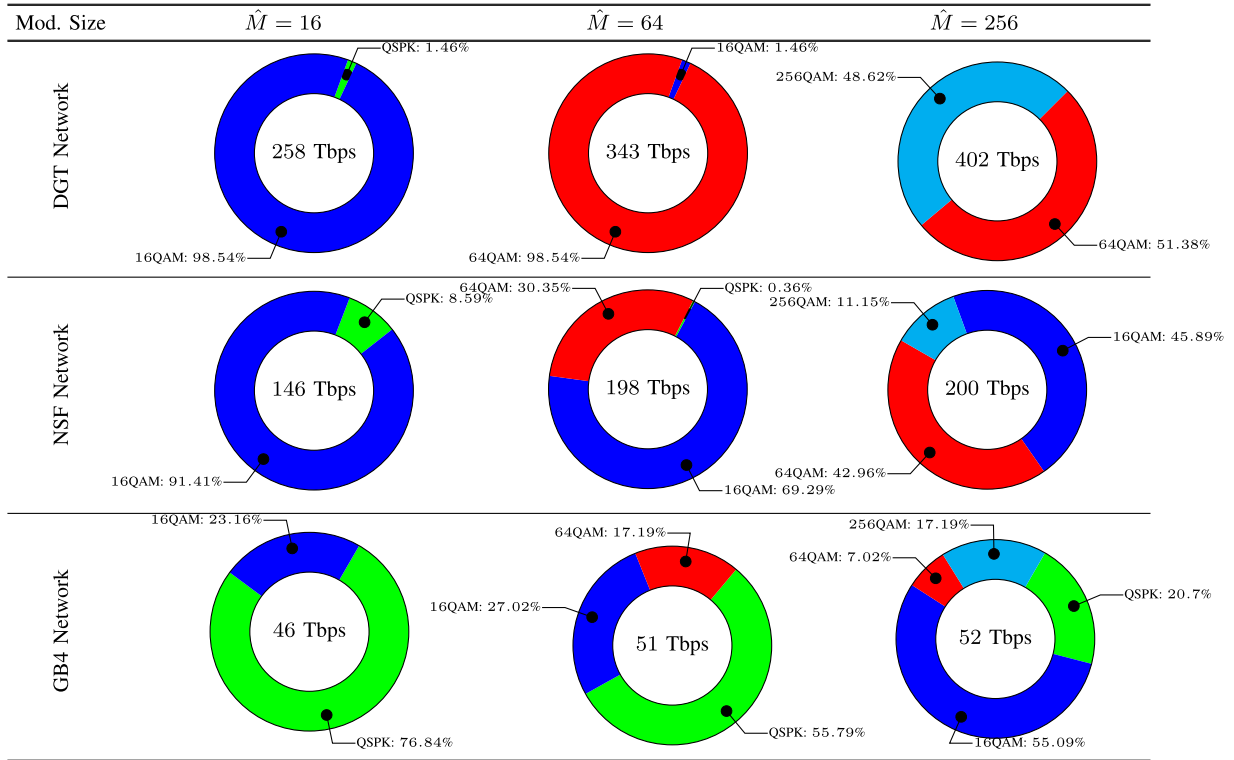 Mod. Size M̂ = 16 M̂ = 64 M̂ = 256
DGT Network
QSPK: 1.46%
258 Tbps
16QAM: 98.54%
16QAM: 1.46%
343 Tbps
64QAM: 98.54%
256QAM: 48.62%
402 Tbps
64QAM: 51.38%
NSF Network
QSPK: 8.59%
146 Tbps
16QAM: 91.41%
64QAM: 30.35%
QSPK: 0.36%
198 Tbps
16QAM: 69.29%
256QAM: 11.15%
16QAM: 45.89%
200 Tbps
64QAM: 42.96%
GB4 Network
16QAM: 23.16%
46 Tbps
QSPK: 76.84%
64QAM: 17.19%
16QAM: 27.02%
51 Tbps
QSPK: 55.79%
256QAM: 17.19%
64QAM: 7.02%
QSPK: 20.7%
52 Tbps
16QAM: 55.09%